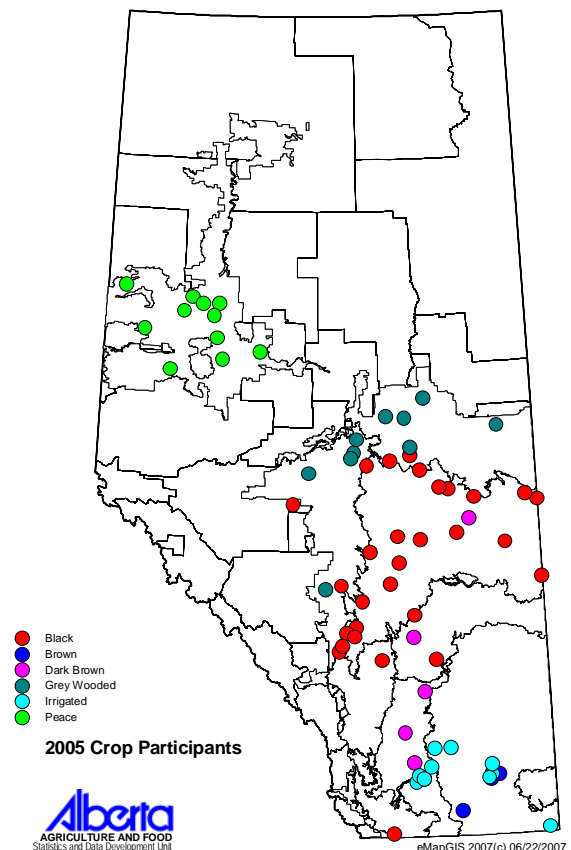 Black
Brown
Dark Brown
Grey Wooded
Irrigated
Peace
2005 Crop Participants
Alberta
AGRICULTURE AND FOOD
Statistics and Data Development Unit
eMapGIS 2007(c) 06/22/2007